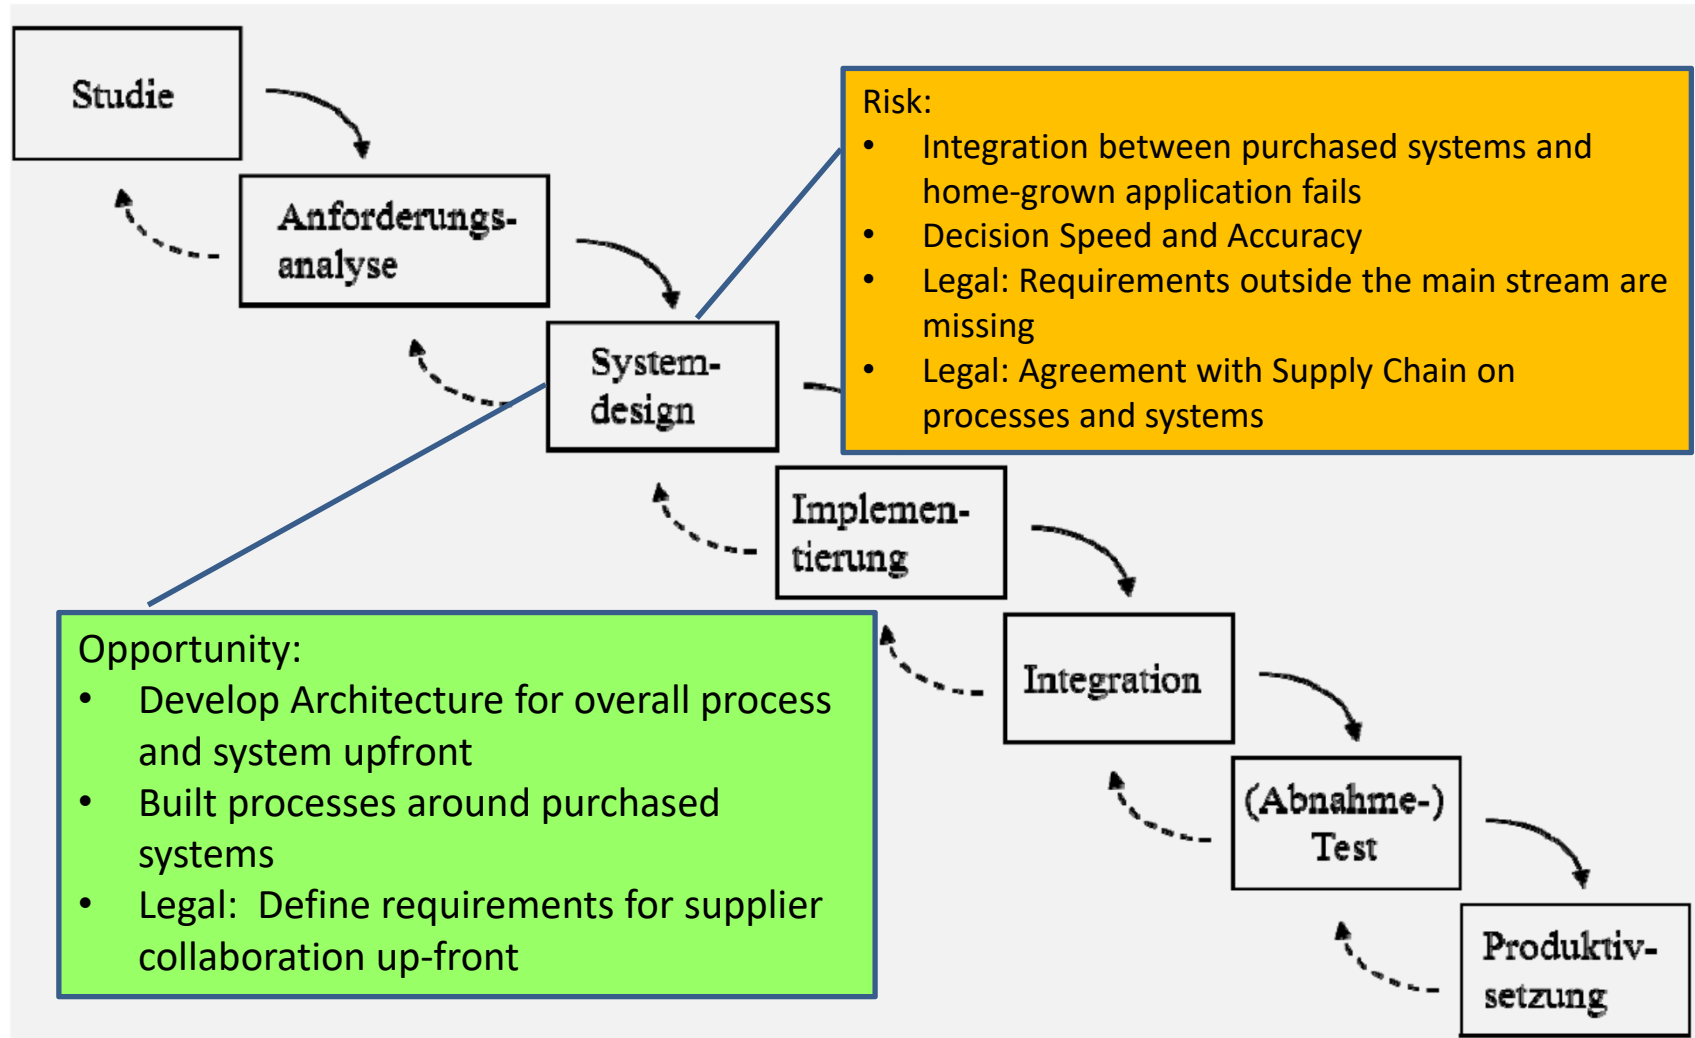 Studie
Anforderungs-
analyse
System-
design
Implemen-
tierung
Integration
(Abnahme-)
Test
Produktiv-
setzung
Risk:
• Integration between purchased systems and
home-grown application fails
• Decision Speed and Accuracy
• Legal: Requirements outside the main stream are
missing
• Legal: Agreement with Supply Chain on
processes and systems
Opportunity:
• Develop Architecture for overall process
and system upfront
• Built processes around purchased
systems
• Legal:  Define requirements for supplier
collaboration up-front